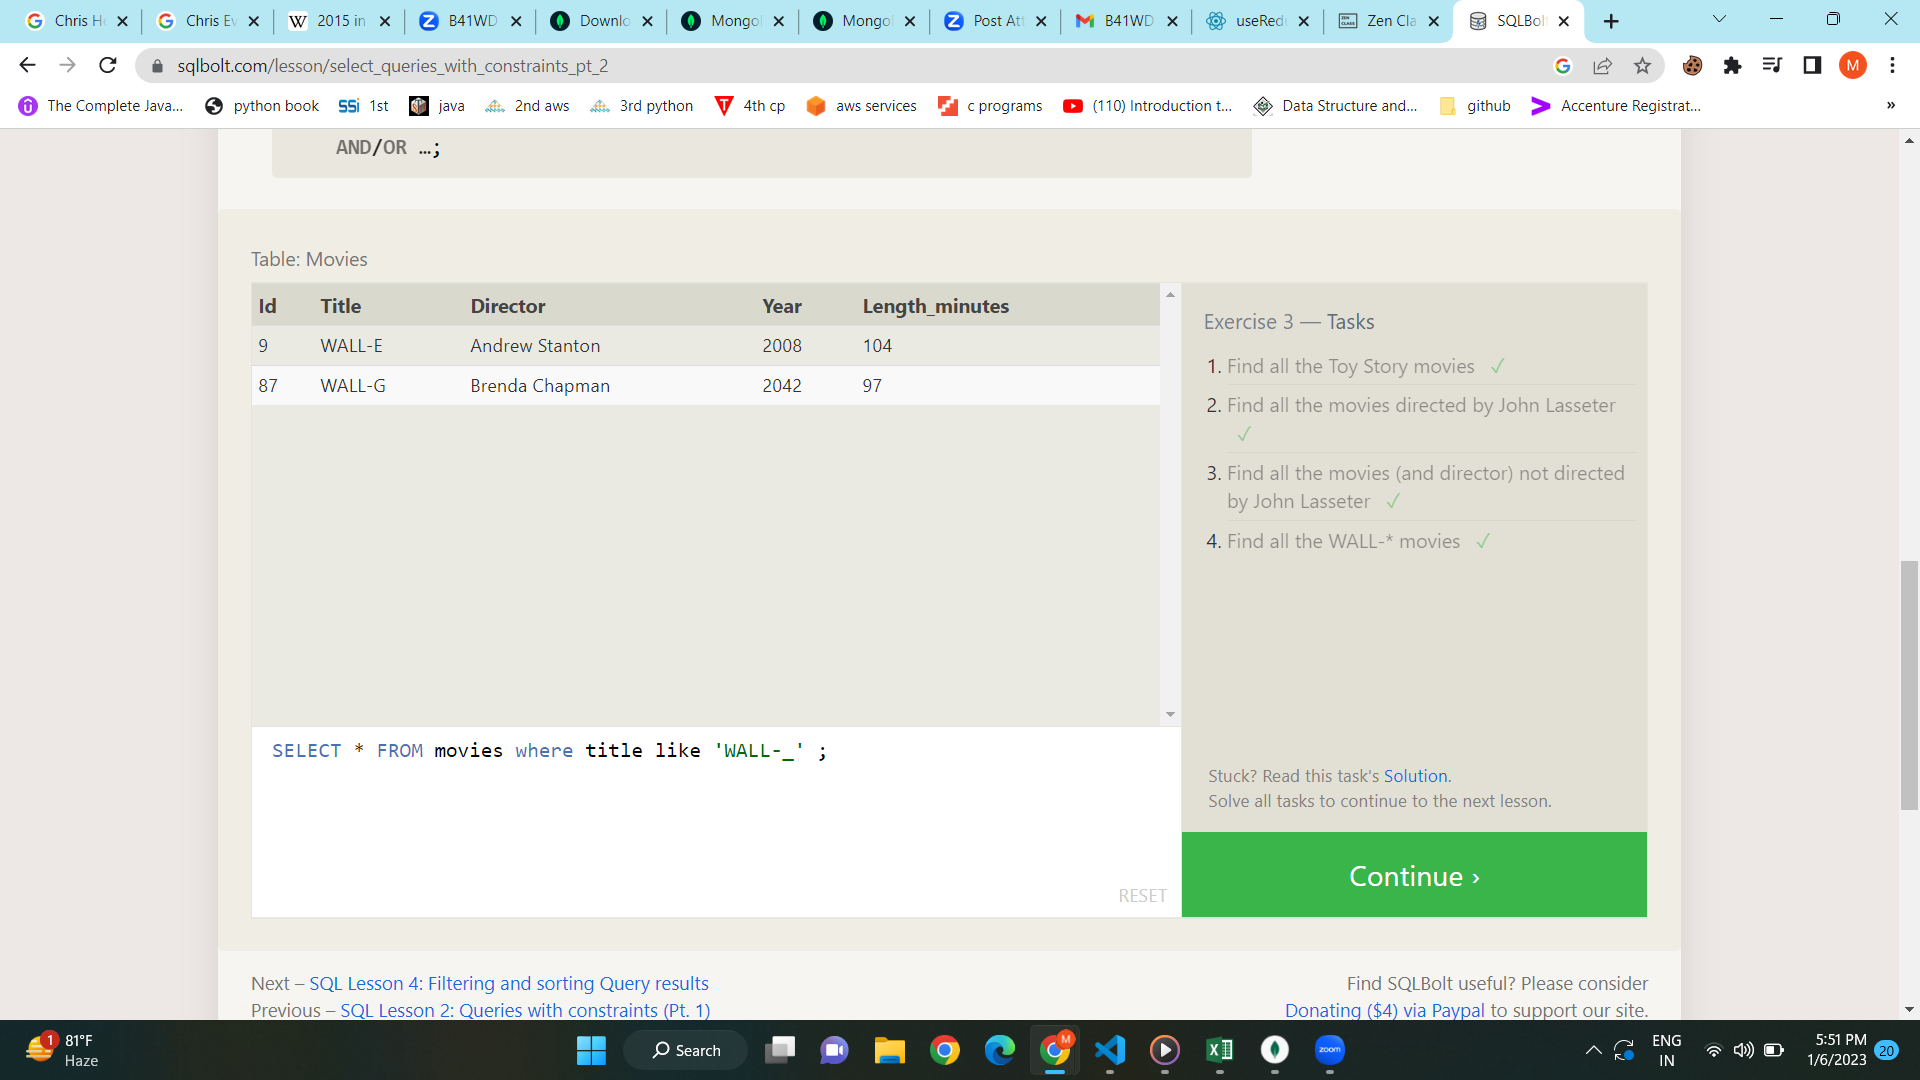 Chris H
Chris Ev
2015 in
B41WD
Downlo
Mongo
Mongo
Post Att
B41WD
useRed
Zen Cla
SQLBolt
sqlbolt.com/lesson/select_queries_with_constraints_pt_2
M
The Complete Java...
python book
SSi 1st
java
2nd aws
3rd python
4th cp
aws services
c programs
(110) Introduction t...
Data Structure and...
github
Accenture Registrat...
»
AND/OR …;
Table: Movies
Id Title Director Year Length_minutes
9 WALL-E Andrew Stanton 2008 104
87 WALL-G Brenda Chapman 2042 97
SELECT * FROM movies where title like 'WALL-_' ;
RESET
Exercise 3 — Tasks
1. Find all the Toy Story movies ✓
2. Find all the movies directed by John Lasseter
✓
3. Find all the movies (and director) not directed
by John Lasseter ✓
4. Find all the WALL-* movies ✓
Stuck? Read this task's Solution.
Solve all tasks to continue to the next lesson.
Continue ›
Next – SQL Lesson 4: Filtering and sorting Query results
Previous – SQL Lesson 2: Queries with constraints (Pt. 1)
Find SQLBolt useful? Please consider
Donating ($4) via Paypal to support our site.
1
81°F
Haze
Search
M
zoom
ENG
IN
5:51 PM
1/6/2023
20